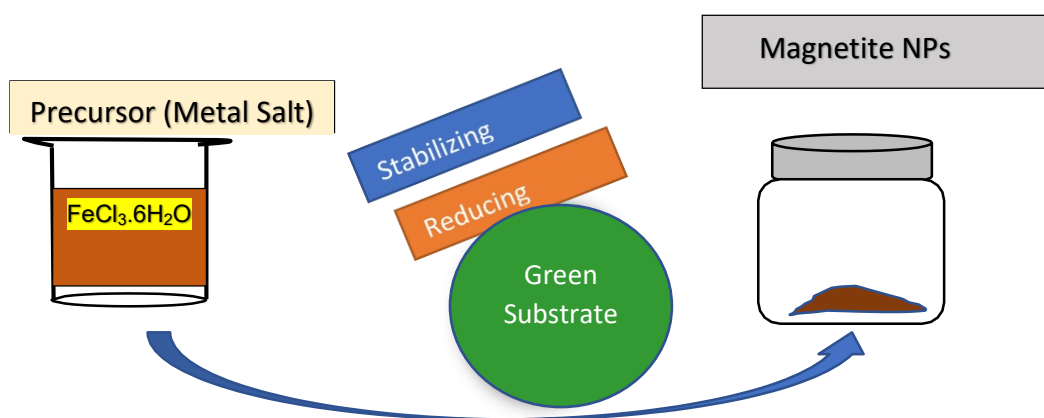 Precursor (Metal Salt)
FeCl₃.6H₂O
Stabilizing
Reducing
Green
Substrate
Magnetite NPs